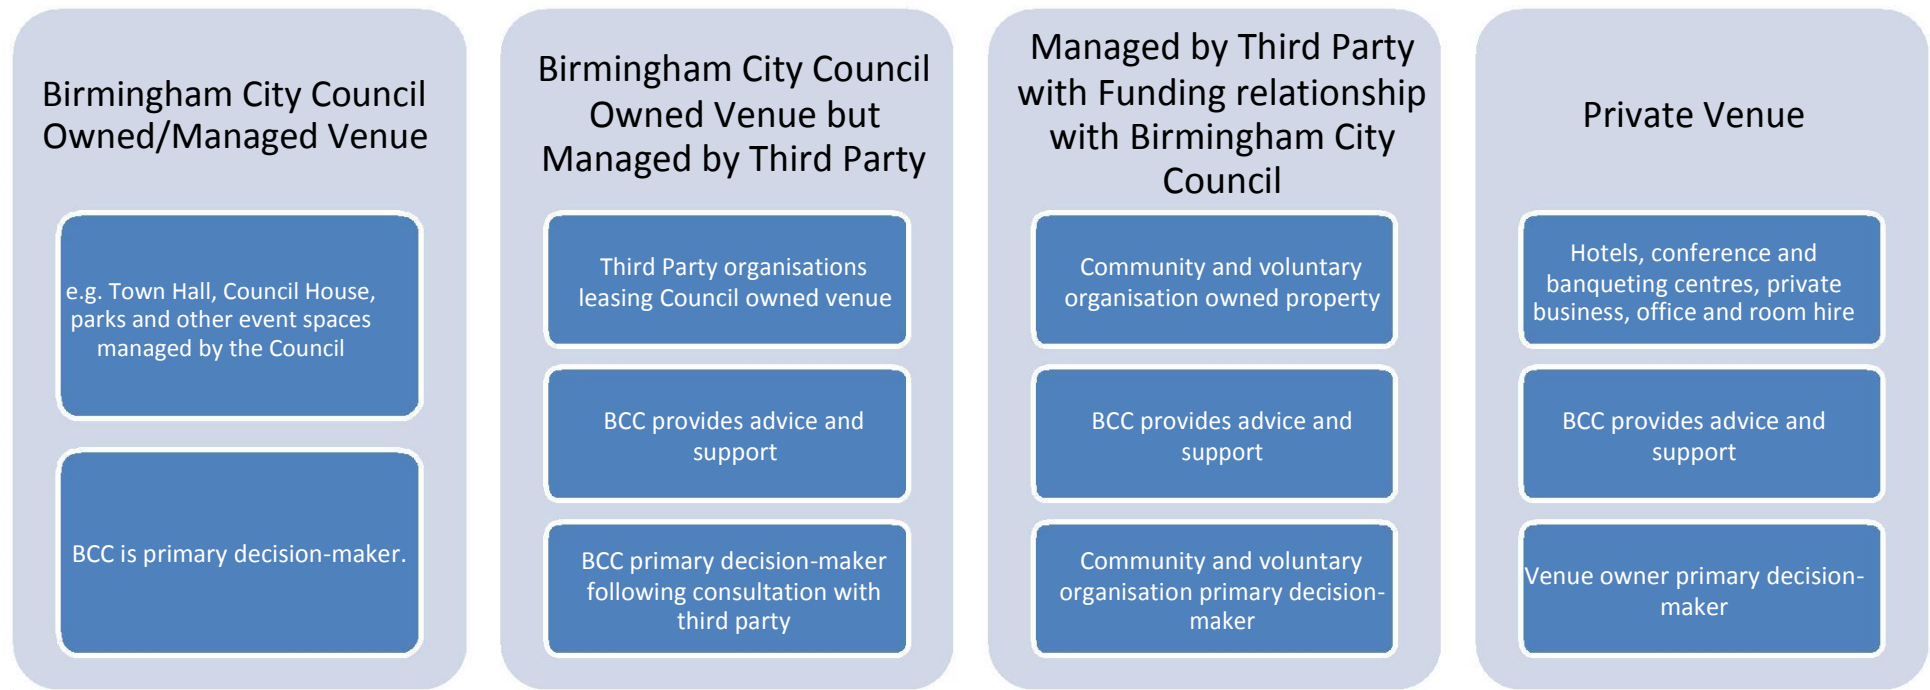 Birmingham City Council
Owned/Managed Venue
e.g. Town Hall, Council House,
parks and other event spaces
managed by the Council
BCC is primary decision-maker.
Birmingham City Council
Owned Venue but
Managed by Third Party
Third Party organisations
leasing Council owned venue
BCC provides advice and
support
BCC primary decision-maker
following consultation with
third party
Managed by Third Party
with Funding relationship
with Birmingham City
Council
Community and voluntary
organisation owned property
BCC provides advice and
support
Community and voluntary
organisation primary decision-
maker
Private Venue
Hotels, conference and
banqueting centres, private
business, office and room hire
BCC provides advice and
support
Venue owner primary decision-
maker